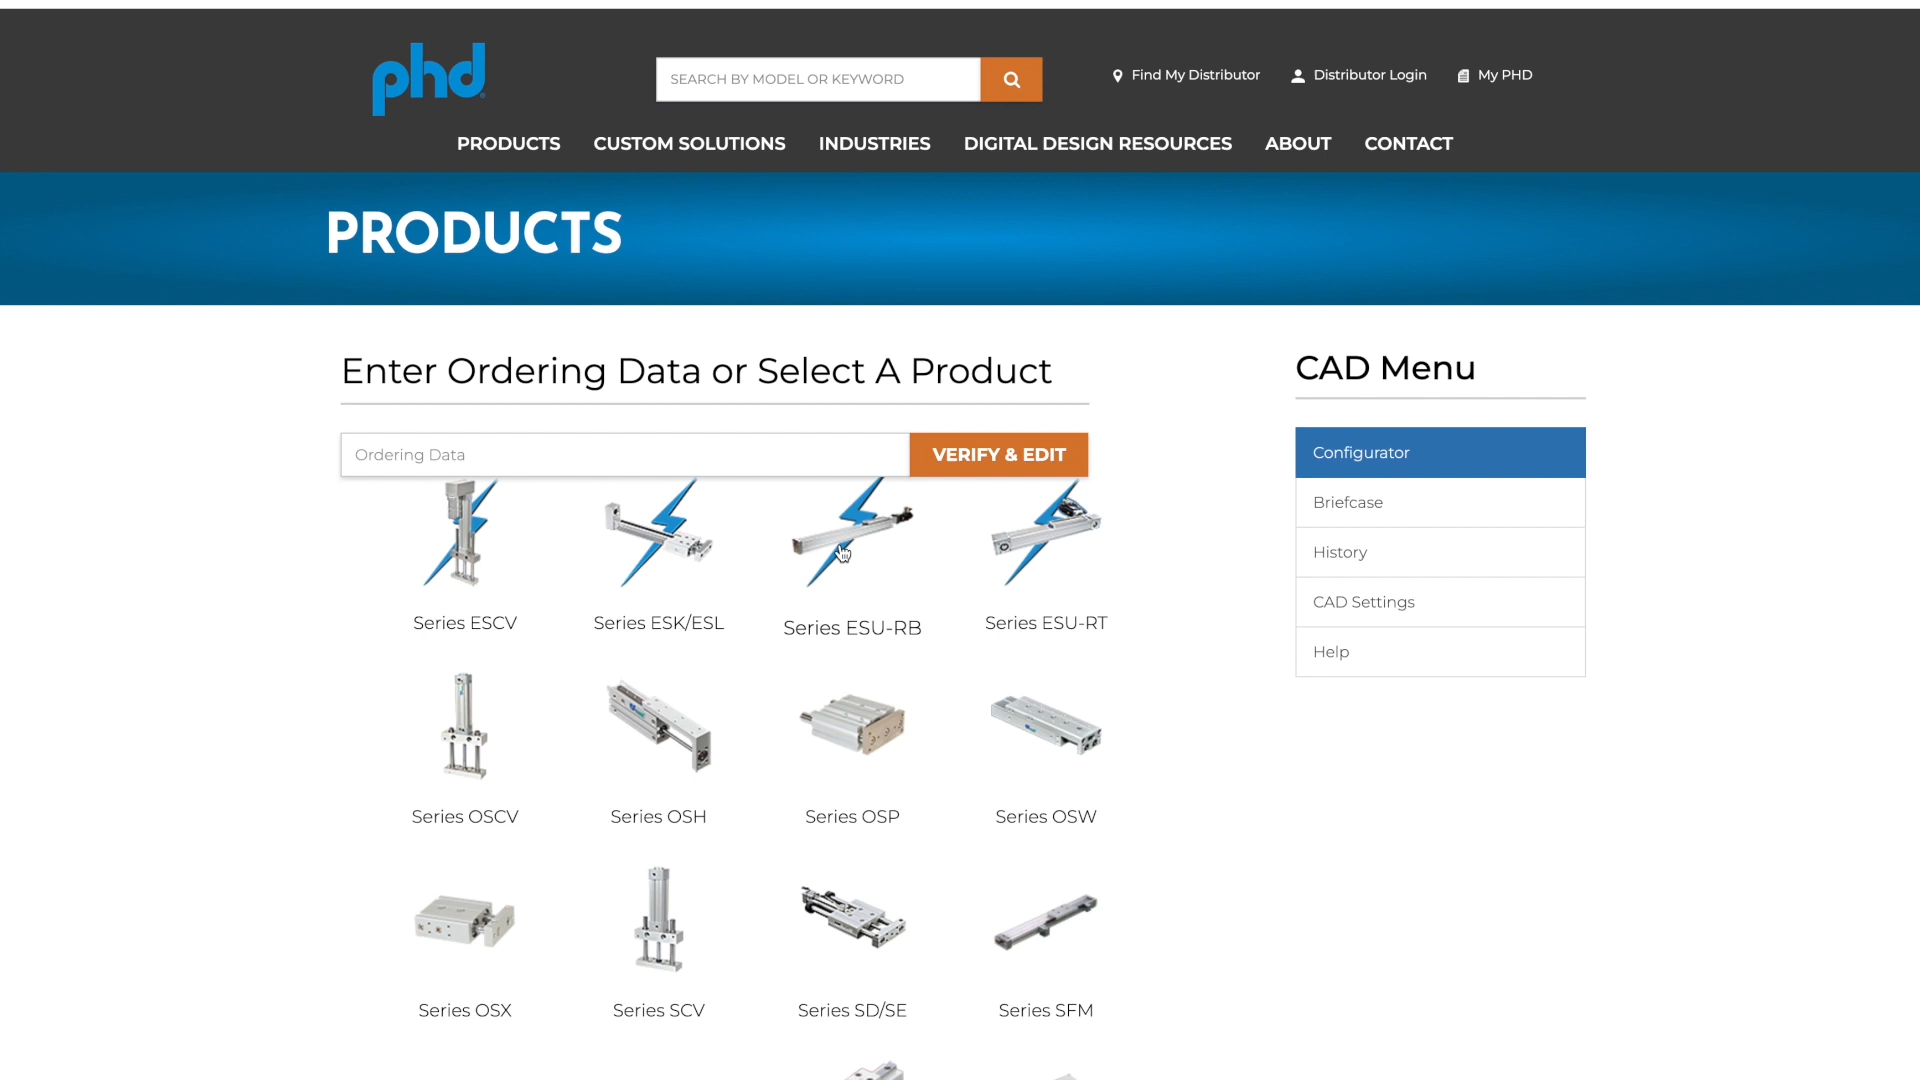 phd
SEARCH BY MODEL OR KEYWORD
Find My Distributor
Distributor Login
My PHD
PRODUCTS
CUSTOM SOLUTIONS
INDUSTRIES
DIGITAL DESIGN RESOURCES
ABOUT
CONTACT
PRODUCTS
Enter Ordering Data or Select A Product
Ordering Data
VERIFY & EDIT
Series ESCV
Series ESK/ESL
Series ESU-RB
Series ESU-RT
Series OSCV
Series OSH
Series OSP
Series OSW
Series OSX
Series SCV
Series SD/SE
Series SFM
CAD Menu
Configurator
Briefcase
History
CAD Settings
Help